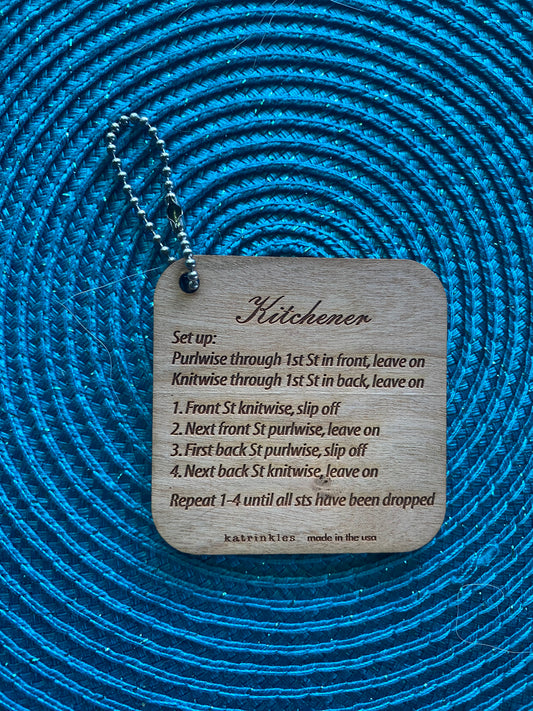 Kitchener
Set up:
Purlwise through 1st St in front, leave on
Knitwise through 1st St in back, leave on
1. Front St knitwise, slip off
2. Next front St purlwise, leave on
3. First back St purlwise, slip off
4. Next back St knitwise, leave on
Repeat 1-4 until all sts have been dropped
katrinkles made in the usa